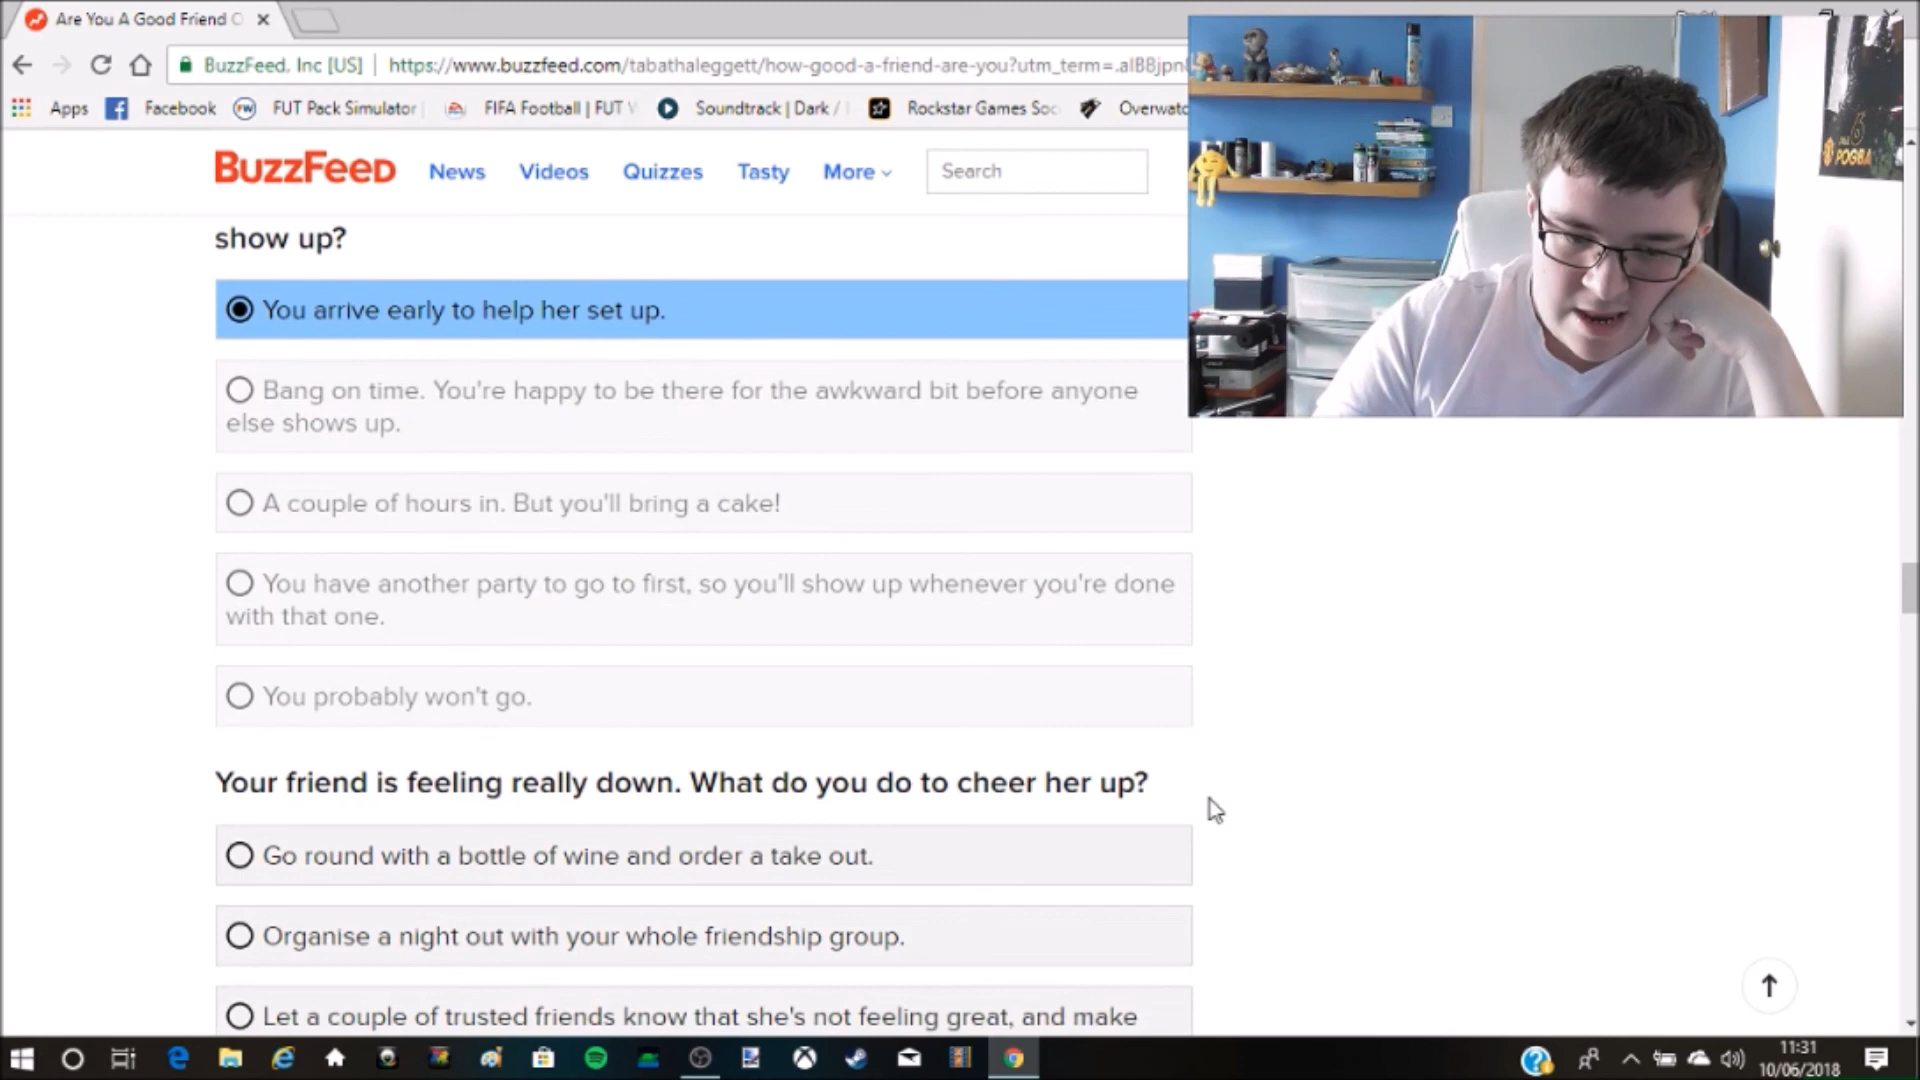 Are You A Good Friend O
BuzzFeed, Inc [US] | https://www.buzzfeed.com/tabathaleggett/how-good-a-friend-are-you?utm_term=.alBBjpn
Apps Facebook FUT Pack Simulator FIFA Football | FUT Soundtrack | Dark / Rockstar Games Soc Overwatc
BuzzFeed News Videos Quizzes Tasty More Search
POGBA
show up?
You arrive early to help her set up.
Bang on time. You're happy to be there for the awkward bit before anyone
else shows up.
A couple of hours in. But you'll bring a cake!
You have another party to go to first, so you'll show up whenever you're done
with that one.
You probably won't go.
Your friend is feeling really down. What do you do to cheer her up?
Go round with a bottle of wine and order a take out.
Organise a night out with your whole friendship group.
Let a couple of trusted friends know that she's not feeling great, and make
11:31
10/06/2018